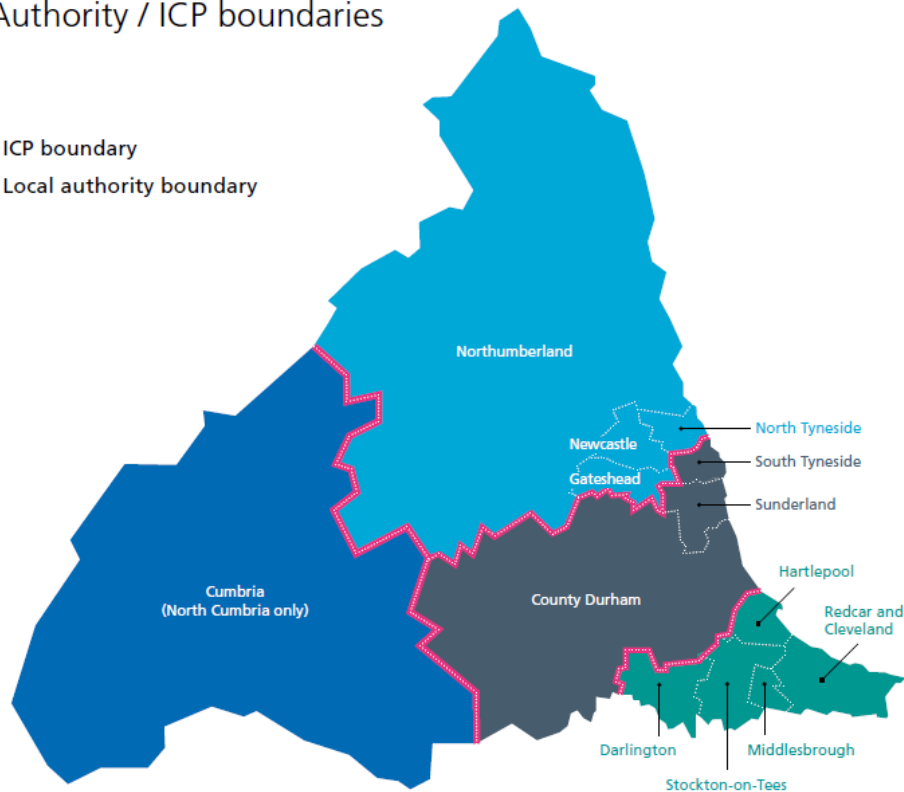 Authority / ICP boundaries
ICP boundary
Local authority boundary
Northumberland
North Tyneside
Newcastle
South Tyneside
Gateshead
Sunderland
Hartlepool
Cumbria
(North Cumbria only)
County Durham
Redcar and
Cleveland
Darlington
Middlesbrough
Stockton-on-Tees